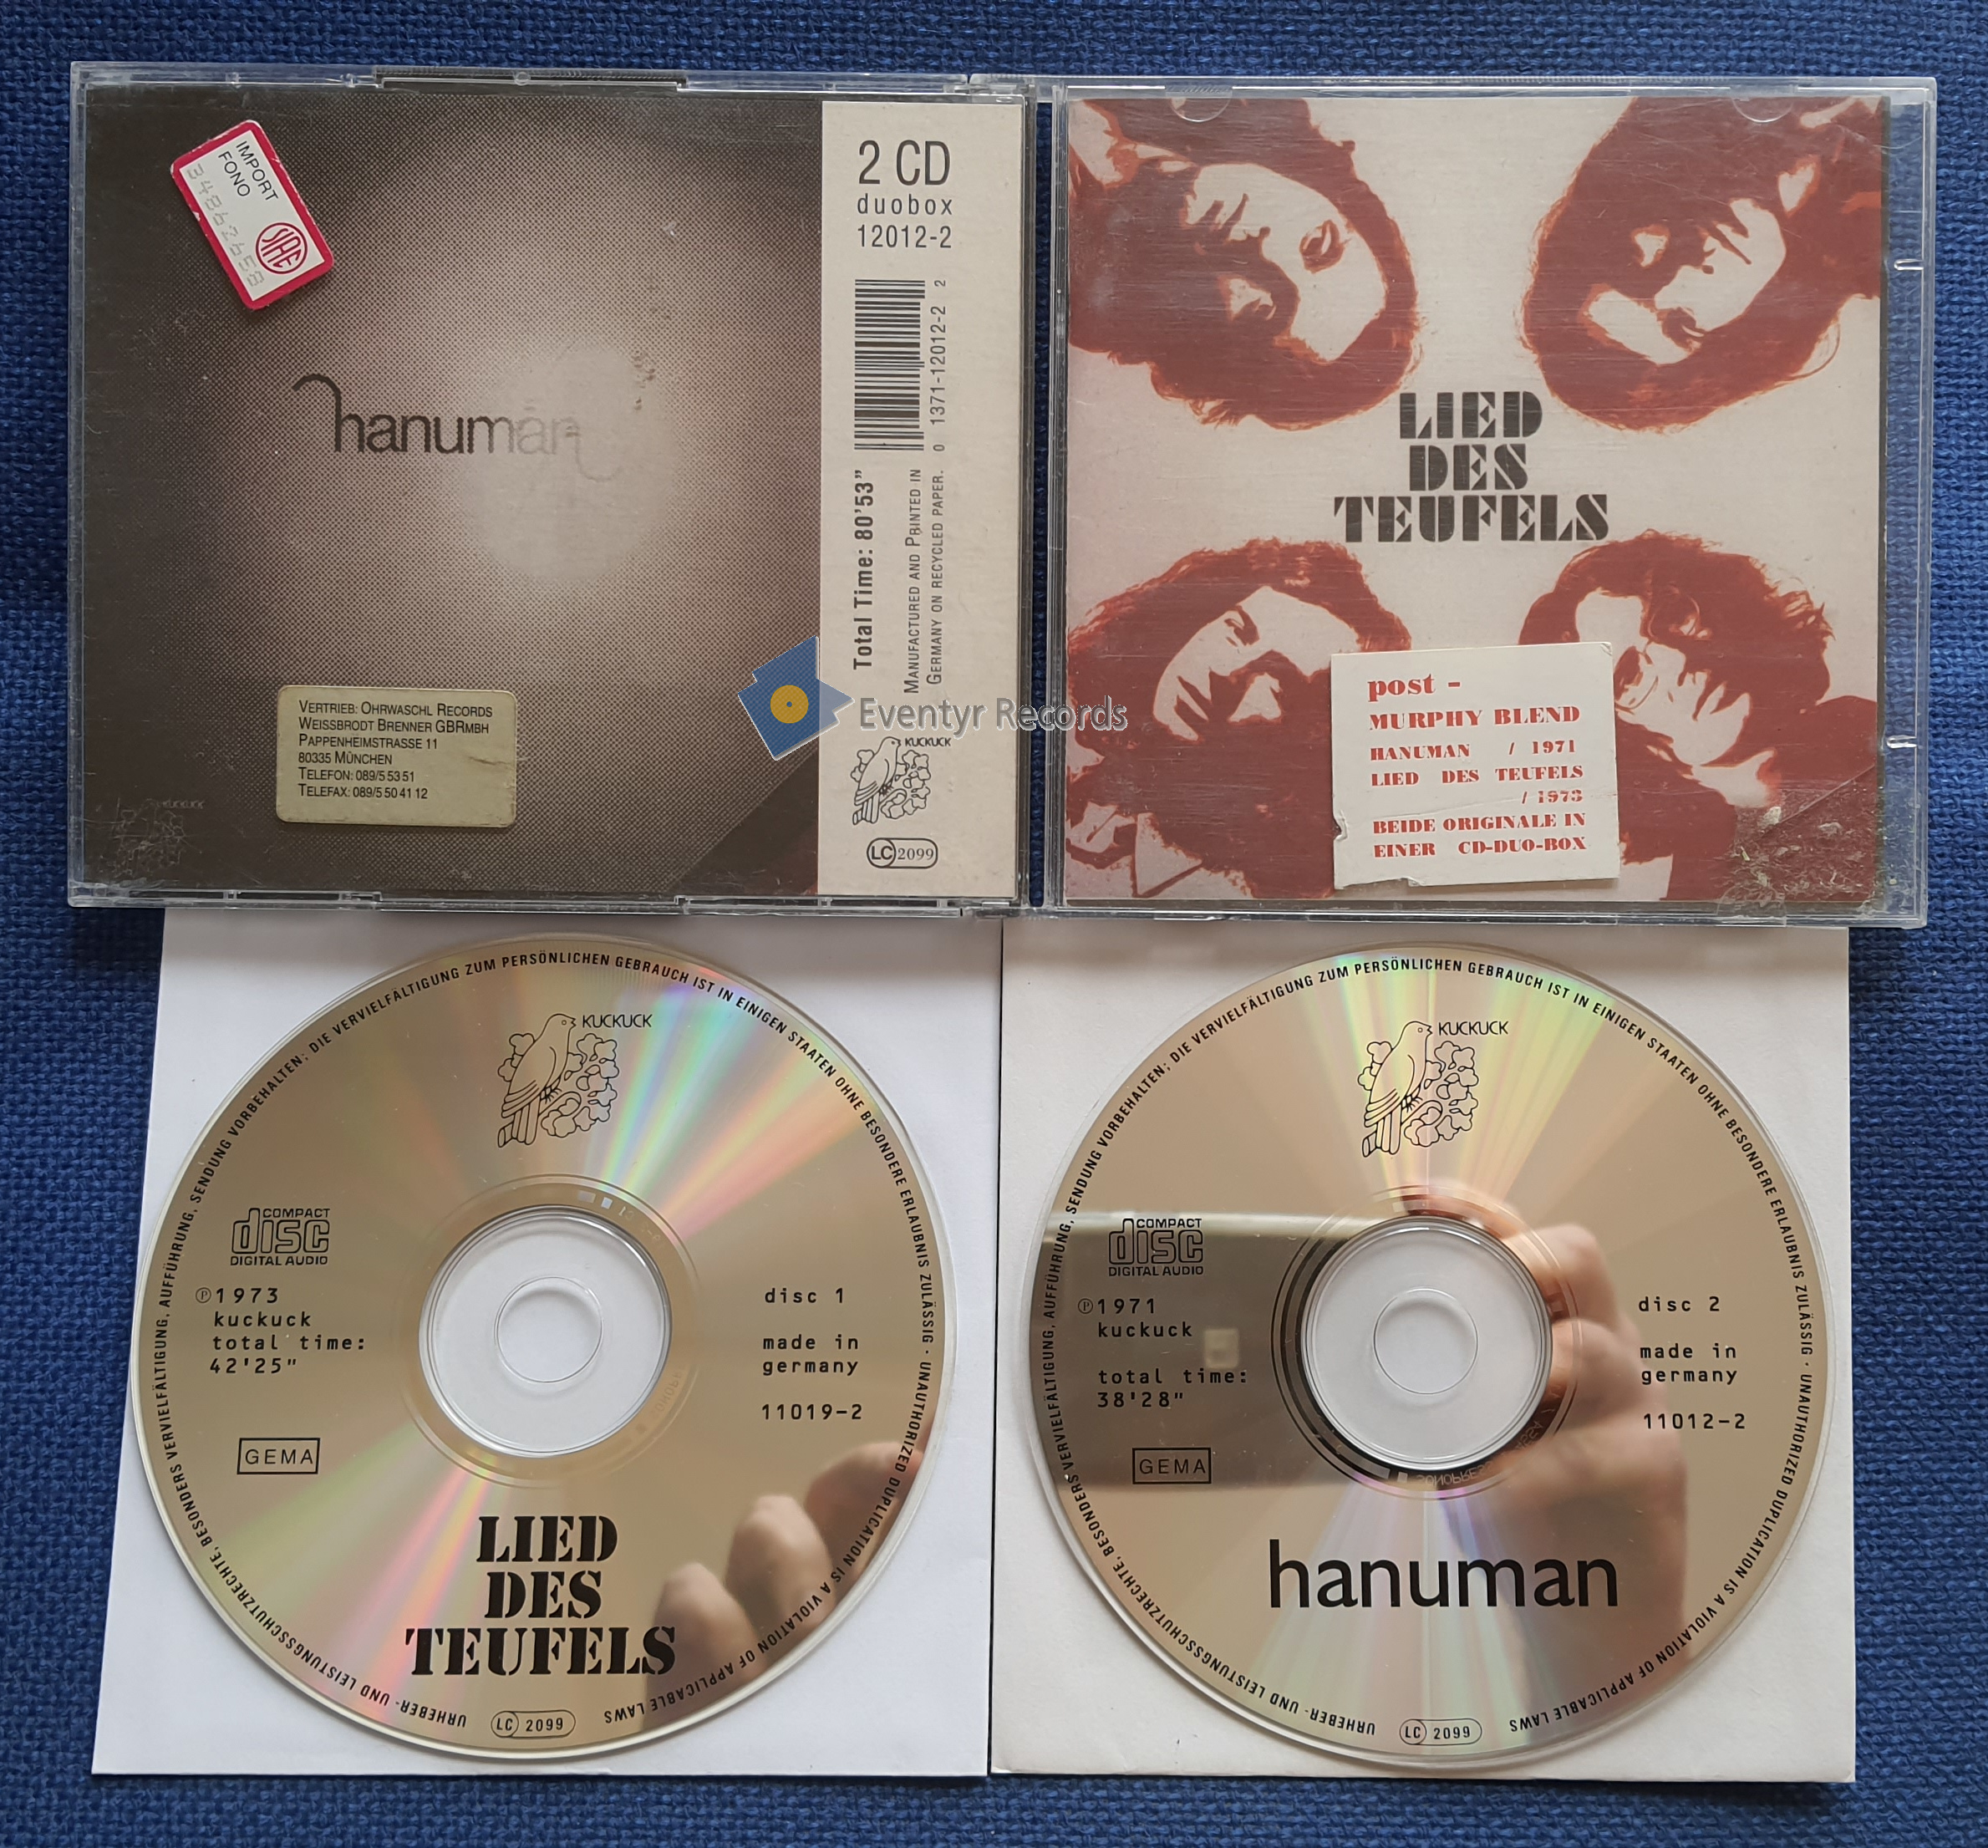 IMPORT
FONO
SIAE
hanuman
VERTRIEB: OHRWASCHL RECORDS
WEISSBRODT BRENNER GBRMBH
PAPPENHEIMSTRASSE 11
80335 MÜNCHEN
TELEFON: 089/5 53 51
TELEFAX: 089/5 50 41 12
KUCKUCK
2 CD
duobox
12012-2
0 1371-12012-2 2
Total Time: 80'53"
MANUFACTURED AND PRINTED IN
GERMANY ON RECYCLED PAPER.
KUCKUCK
LC 2099
Eventyr Records
LIED
DES
TEUFELS
post -
MURPHY BLEND
HANUMAN / 1971
LIED DES TEUFELS
/ 1973
BEIDE ORIGINALE IN
EINER CD-DUO-BOX
URHEBER- UND LEISTUNGSSCHUTZRECHTE, BESONDERS VERVIELFÄLTIGUNG, AUFFÜHRUNG, SENDUNG VORBEHALTEN; DIE VERVIELFÄLTIGUNG ZUM PERSÖNLICHEN GEBRAUCH IST IN EINIGEN STAATEN OHNE BESONDERE ERLAUBNIS ZULÄSSIG · UNAUTHORIZED DUPLICATION IS A VIOLATION OF APPLICABLE LAWS
KUCKUCK
COMPACT
disc
DIGITAL AUDIO
℗1973
kuckuck
total time:
42'25"
GEMA
disc 1
made in
germany
11019-2
LIED
DES
TEUFELS
LC 2099
URHEBER- UND LEISTUNGSSCHUTZRECHTE, BESONDERS VERVIELFÄLTIGUNG, AUFFÜHRUNG, SENDUNG VORBEHALTEN; DIE VERVIELFÄLTIGUNG ZUM PERSÖNLICHEN GEBRAUCH IST IN EINIGEN STAATEN OHNE BESONDERE ERLAUBNIS ZULÄSSIG · UNAUTHORIZED DUPLICATION IS A VIOLATION OF APPLICABLE LAWS
KUCKUCK
COMPACT
disc
DIGITAL AUDIO
℗1971
kuckuck
total time:
38'28"
GEMA
disc 2
made in
germany
11012-2
hanuman
LC 2099